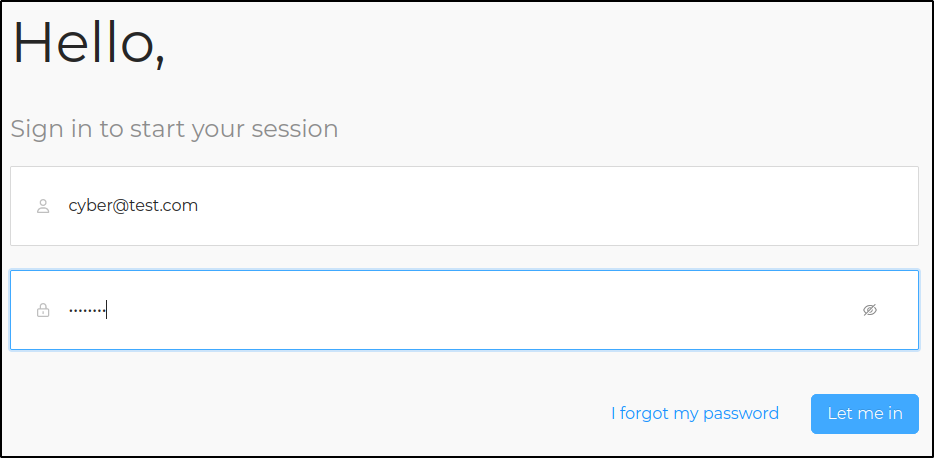 Hello,
Sign in to start your session
cyber@test.com
••••••••
I forgot my password
Let me in